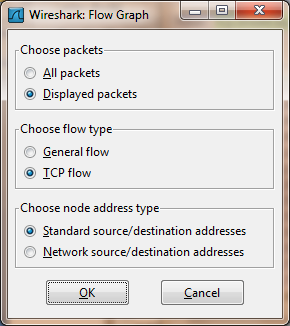 Wireshark: Flow Graph
Choose packets
All packets
Displayed packets
Choose flow type
General flow
TCP flow
Choose node address type
Standard source/destination addresses
Network source/destination addresses
OK
Cancel